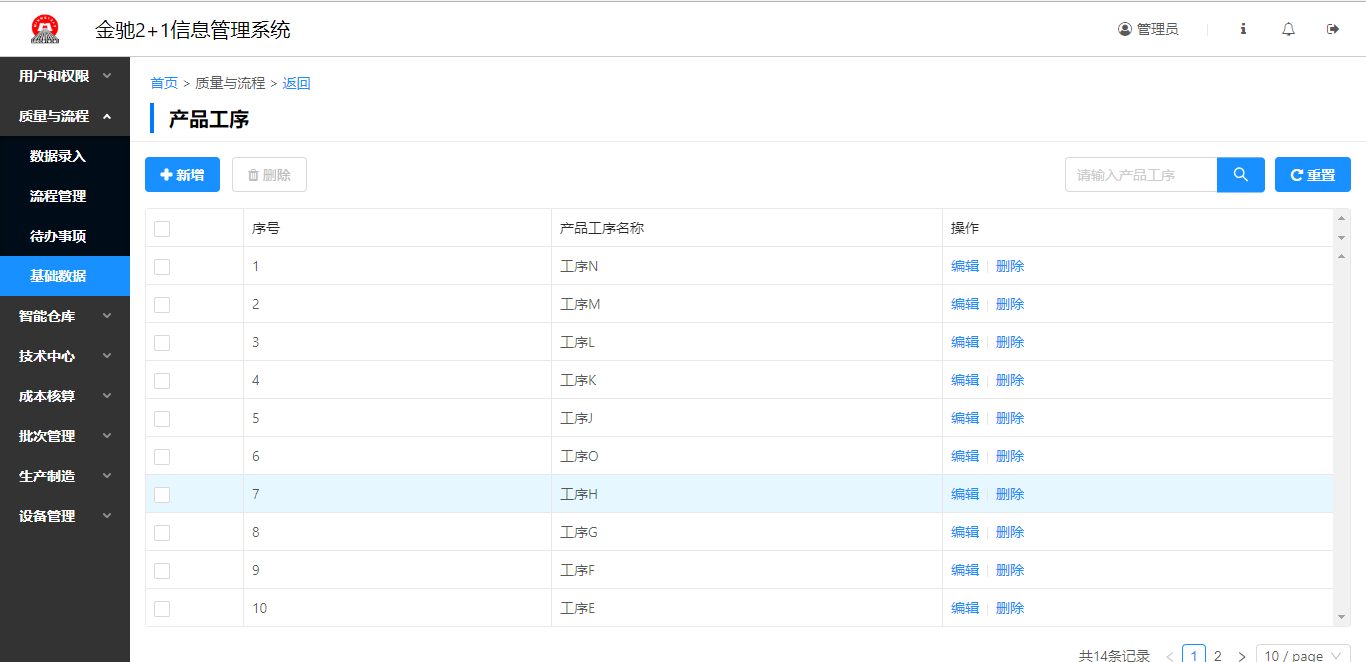 金驰2+1信息管理系统
管理员
用户和权限
质量与流程
数据录入
流程管理
待办事项
基础数据
智能仓库
技术中心
成本核算
批次管理
生产制造
设备管理
首页 > 质量与流程 > 返回
产品工序
新增 删除 请输入产品工序 重置
序号 产品工序名称 操作
1 工序N 编辑 删除
2 工序M 编辑 删除
3 工序L 编辑 删除
4 工序K 编辑 删除
5 工序J 编辑 删除
6 工序O 编辑 删除
7 工序H 编辑 删除
8 工序G 编辑 删除
9 工序F 编辑 删除
10 工序E 编辑 删除
共14条记录 < 1 2 > 10 / page